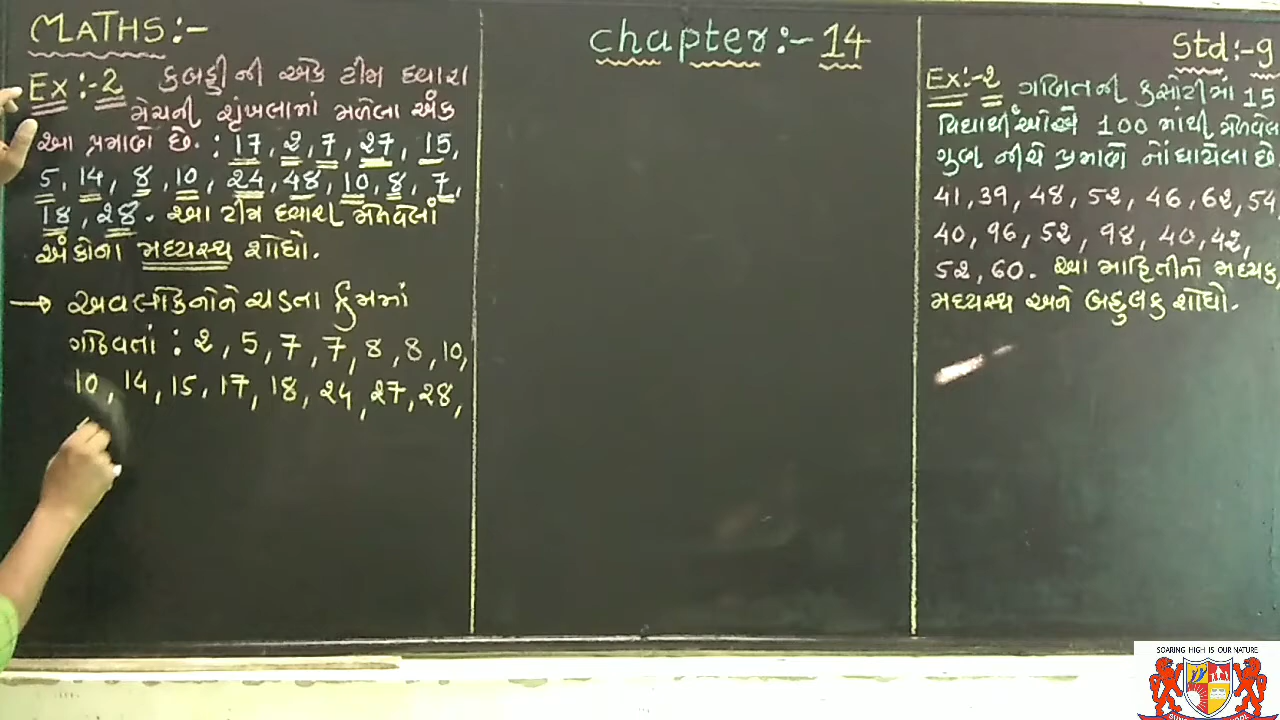 MATHS:-
Ex:-2 કબડ્ડી ની એક ટીમ દ્વારા
મેચની શૃંખલામાં મળેલા અંક
આ પ્રમાણે છે. : 17, 2, 7, 27, 15,
5, 14, 8, 10, 24, 48, 10, 8, 7,
18, 28. આ ટીમ દ્વારા મેળવેલાં
અંકોના મધ્યસ્થ શોધો.
→ અવલોકનોને ચડતા ક્રમમાં
ગોઠવતાં : 2, 5, 7, 7, 8, 8, 10,
10, 14, 15, 17, 18, 24, 27, 28,
chapter:- 14
Std:-9
Ex:-2 ગણિતની કસોટીમાં 15
વિદ્યાર્થીઓએ 100 માંથી મેળવેલ
ગુણ નીચે પ્રમાણે નોંધાયેલા છે.
41, 39, 48, 52, 46, 62, 54,
40, 96, 52, 98, 40, 42,
52, 60. આ માહિતીનો મધ્યક,
મધ્યસ્થ અને બહુલક શોધો.
SOARING HIGH IS OUR NATURE